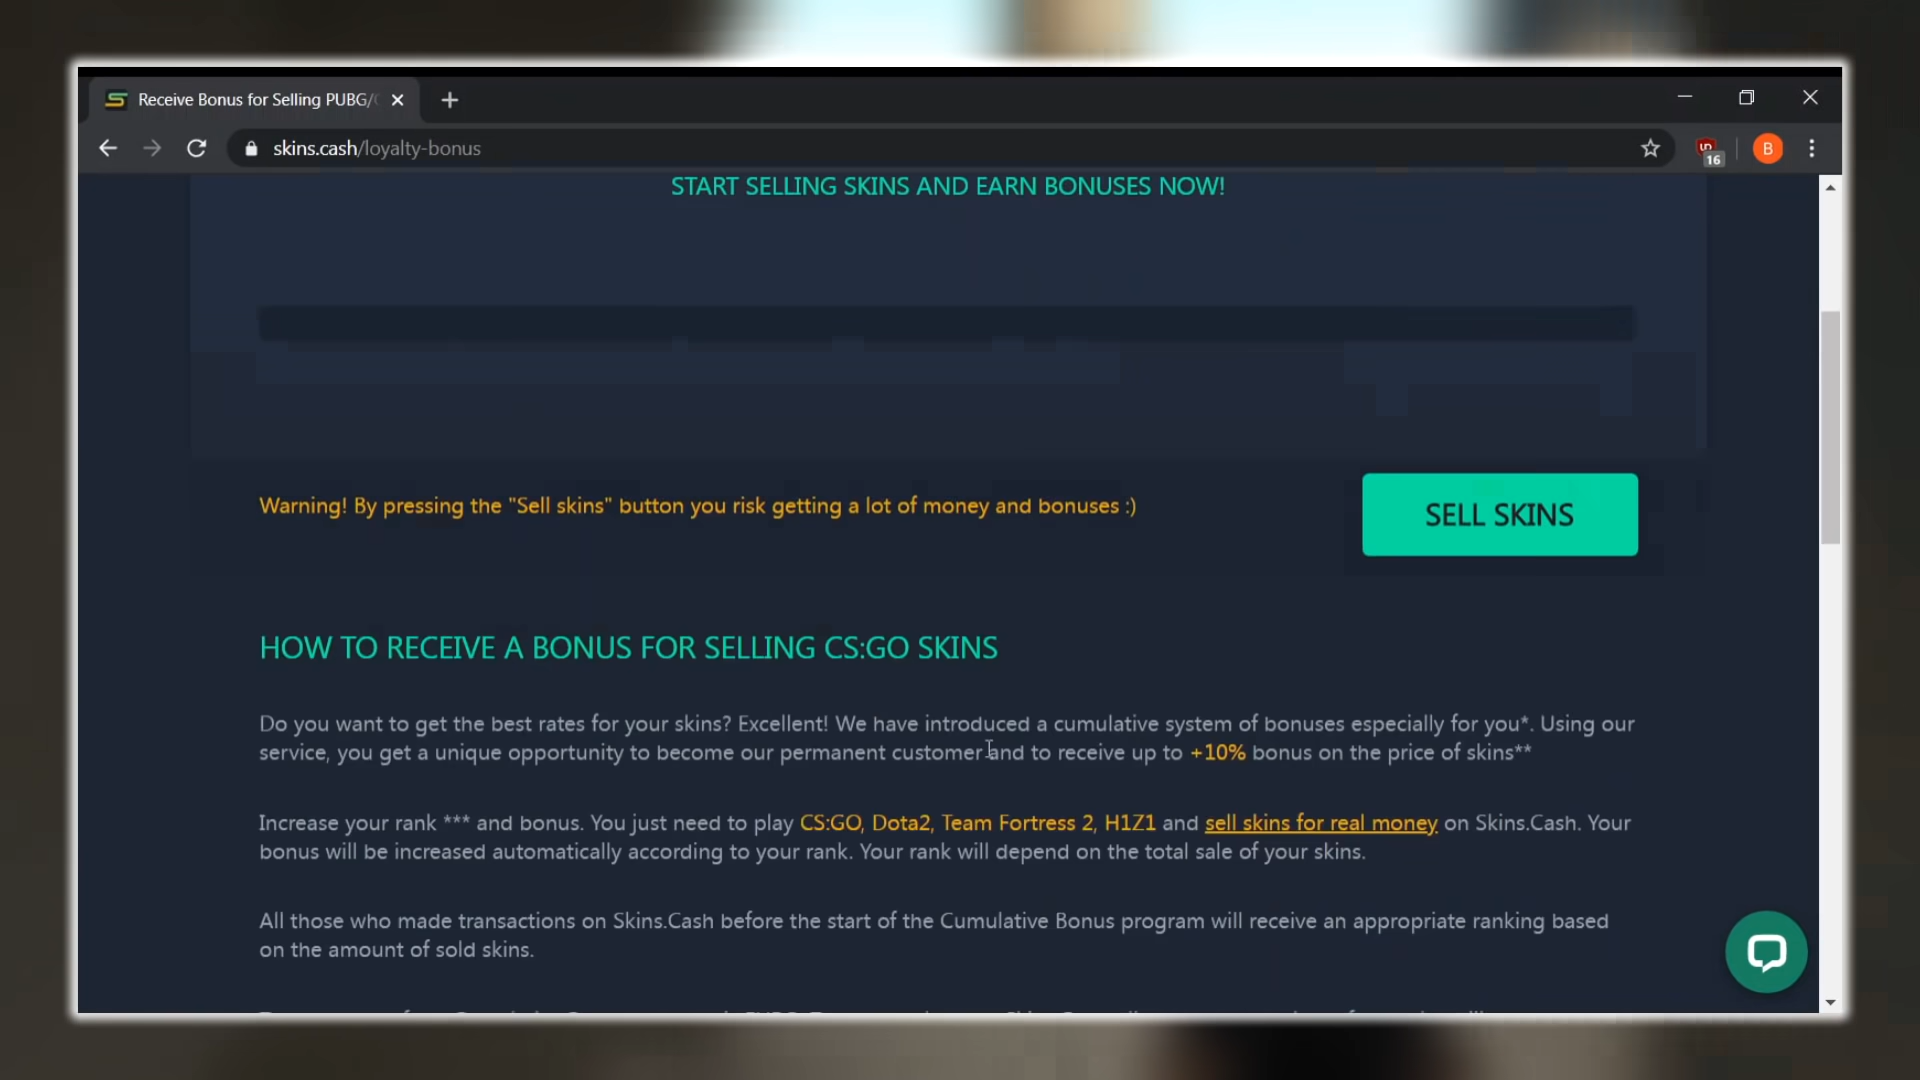 Receive Bonus for Selling PUBG/
skins.cash/loyalty-bonus
16
B
START SELLING SKINS AND EARN BONUSES NOW!
Warning! By pressing the "Sell skins" button you risk getting a lot of money and bonuses :)
SELL SKINS
HOW TO RECEIVE A BONUS FOR SELLING CS:GO SKINS
Do you want to get the best rates for your skins? Excellent! We have introduced a cumulative system of bonuses especially for you*. Using our
service, you get a unique opportunity to become our permanent customer and to receive up to +10% bonus on the price of skins**
Increase your rank *** and bonus. You just need to play CS:GO, Dota2, Team Fortress 2, H1Z1 and sell skins for real money on Skins.Cash. Your
bonus will be increased automatically according to your rank. Your rank will depend on the total sale of your skins.
All those who made transactions on Skins.Cash before the start of the Cumulative Bonus program will receive an appropriate ranking based
on the amount of sold skins.